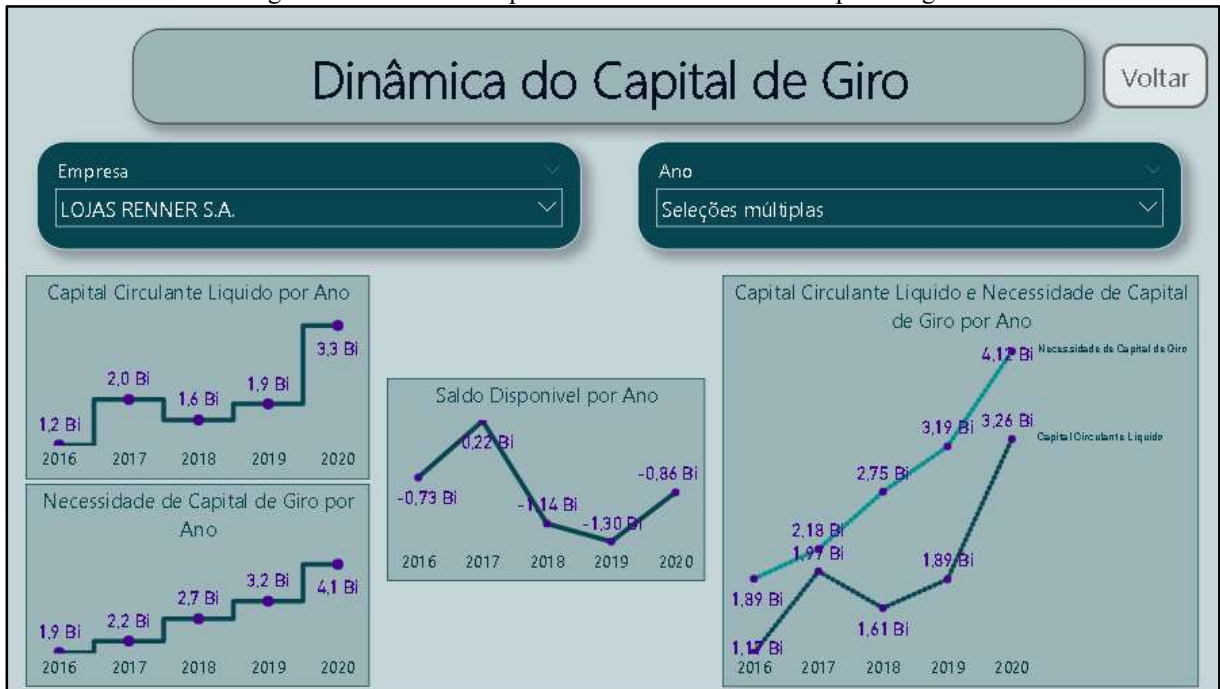 Dinâmica do Capital de Giro
Voltar
Empresa
LOJAS RENNER S.A.
Ano
Seleções múltiplas
Capital Circulante Liquido por Ano
1,2 Bi
2,0 Bi
1,6 Bi
1,9 Bi
3,3 Bi
2016 2017 2018 2019 2020
Necessidade de Capital de Giro por
Ano
1,9 Bi
2,2 Bi
2,7 Bi
3,2 Bi
4,1 Bi
2016 2017 2018 2019 2020
Saldo Disponivel por Ano
-0,73 Bi
0,22 Bi
-1,14 Bi
-1,30 Bi
-0,86 Bi
2016 2017 2018 2019 2020
Capital Circulante Liquido e Necessidade de Capital
de Giro por Ano
4,12 Bi
Necessidade de Capital de Giro
3,19 Bi
3,26 Bi
Capital Circulante Liquido
2,75 Bi
2,18 Bi
1,97 Bi
1,89 Bi
1,89 Bi
1,61 Bi
1,17 Bi
2016 2017 2018 2019 2020